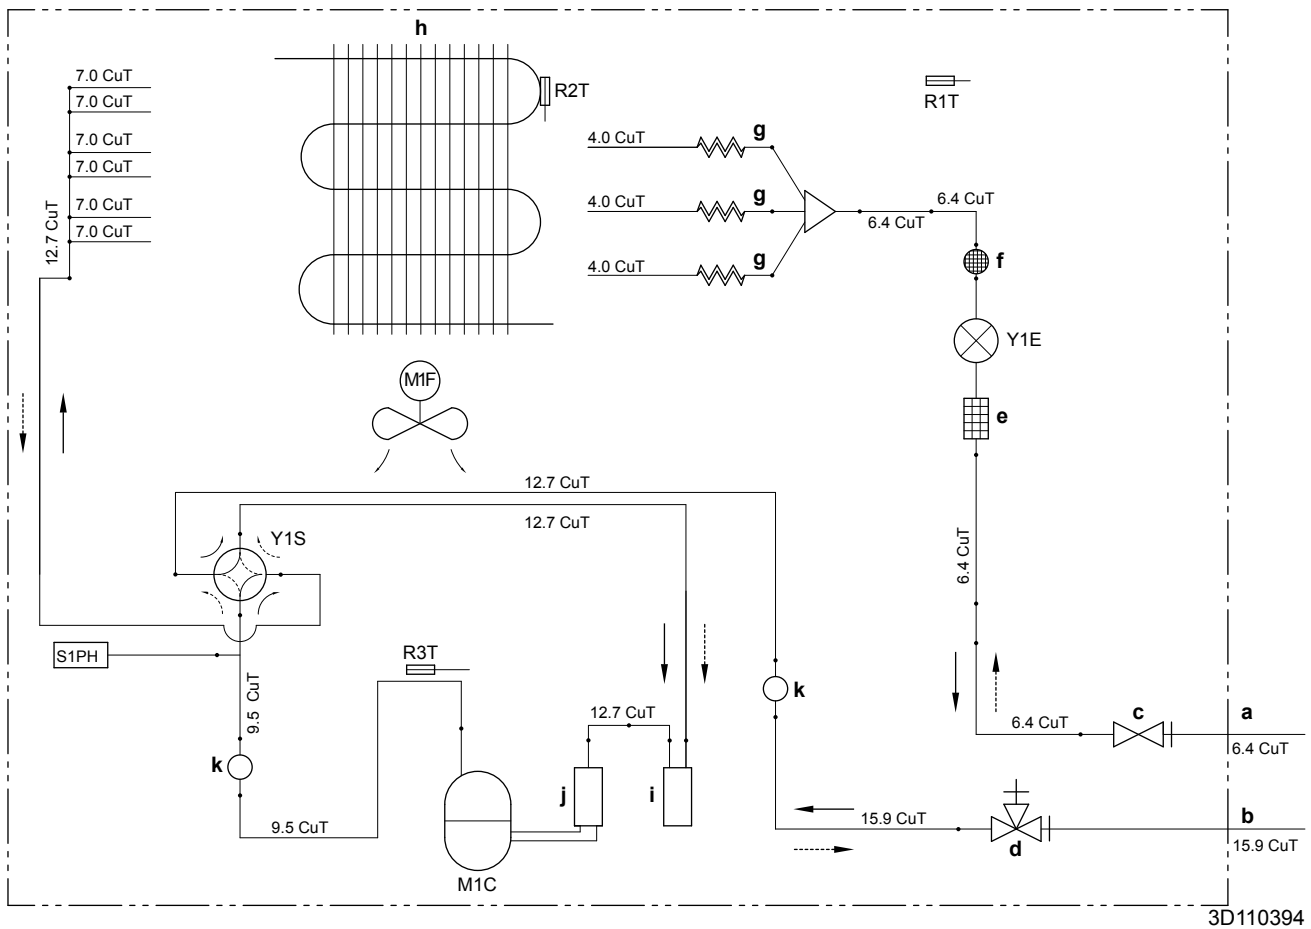 h
7.0 CuT
7.0 CuT
7.0 CuT
7.0 CuT
7.0 CuT
7.0 CuT
12.7 CuT
R2T
R1T
4.0 CuT
g
4.0 CuT
g
4.0 CuT
g
6.4 CuT
6.4 CuT
f
Y1E
e
M1F
12.7 CuT
12.7 CuT
Y1S
6.4 CuT
S1PH
R3T
9.5 CuT
k
k
12.7 CuT
6.4 CuT
c
a
6.4 CuT
j
i
9.5 CuT
15.9 CuT
d
b
15.9 CuT
M1C
3D110394